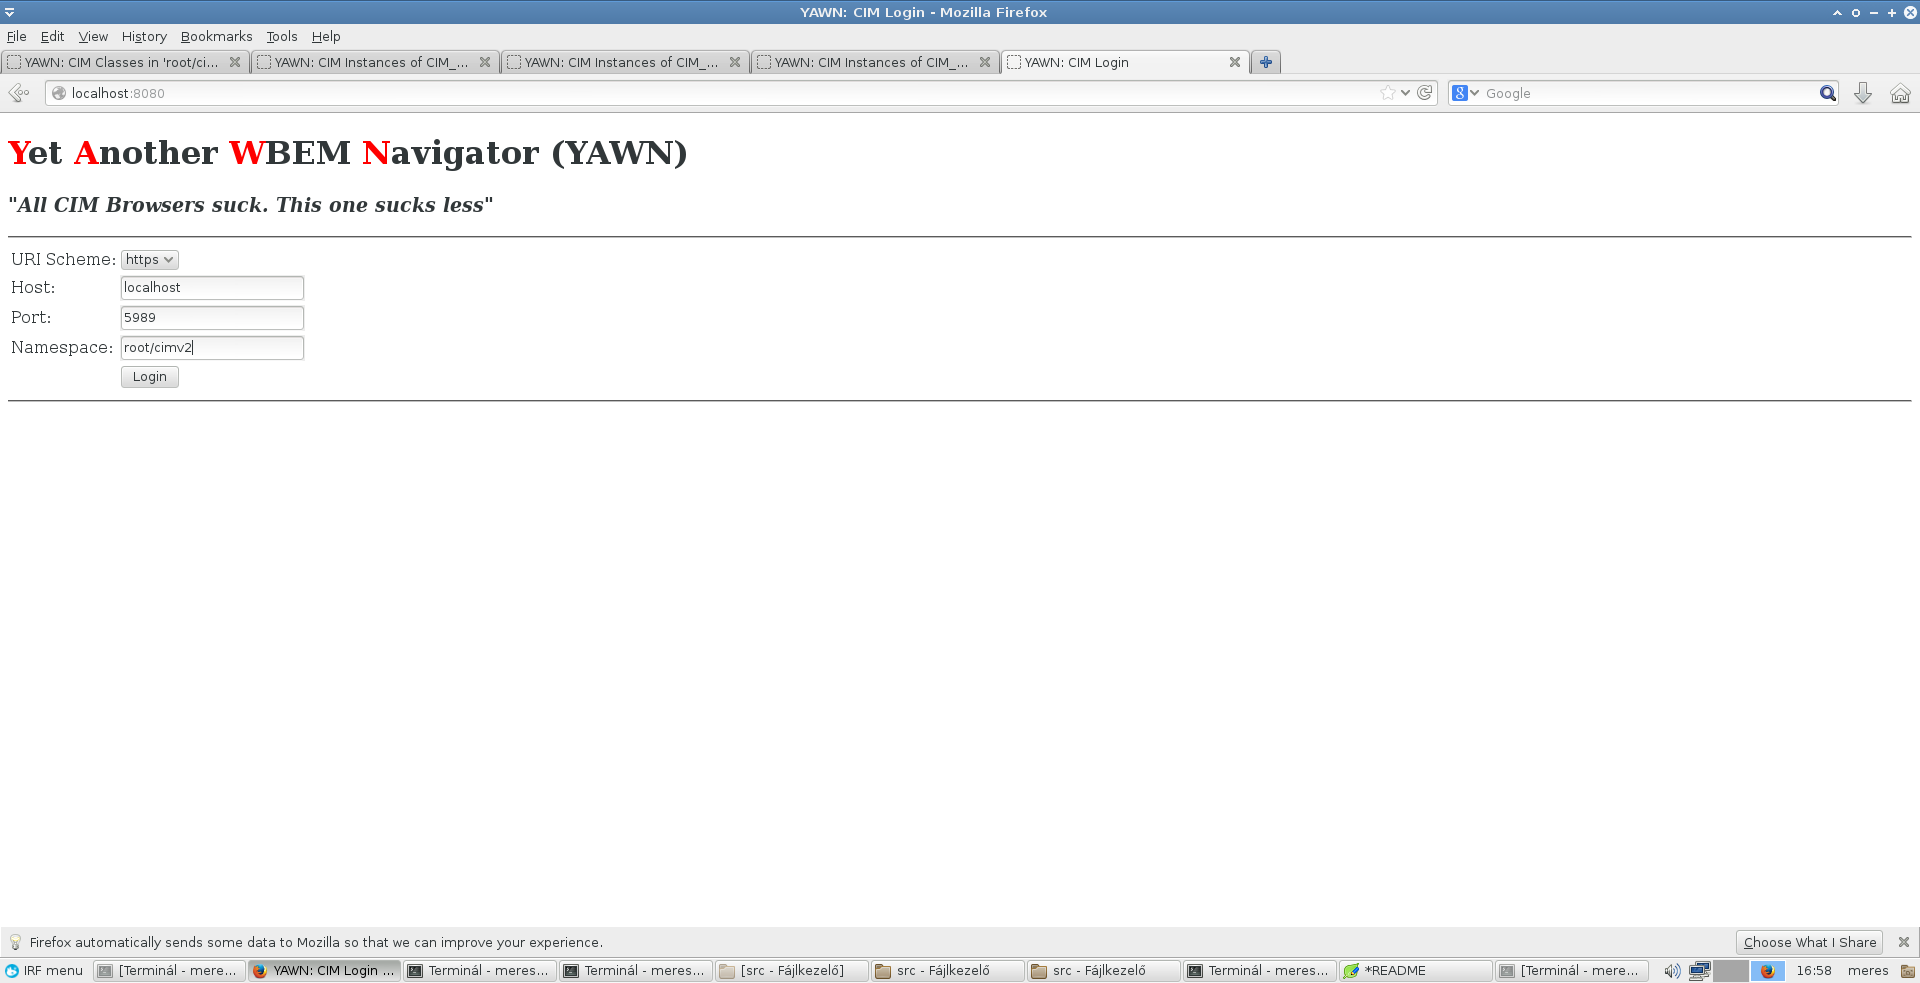 YAWN: CIM Login - Mozilla Firefox
File Edit View History Bookmarks Tools Help
YAWN: CIM Classes in 'root/ci... YAWN: CIM Instances of CIM_... YAWN: CIM Instances of CIM_... YAWN: CIM Instances of CIM_... YAWN: CIM Login
localhost:8080 Google
Yet Another WBEM Navigator (YAWN)
"All CIM Browsers suck. This one sucks less"
URI Scheme: https
Host: localhost
Port: 5989
Namespace: root/cimv2
Login
Firefox automatically sends some data to Mozilla so that we can improve your experience. Choose What I Share
IRF menu [Terminál - mere... YAWN: CIM Login ... Terminál - meres... Terminál - meres... [src - Fájlkezelő] src - Fájlkezelő src - Fájlkezelő Terminál - meres... *README [Terminál - mere... 16:58 meres